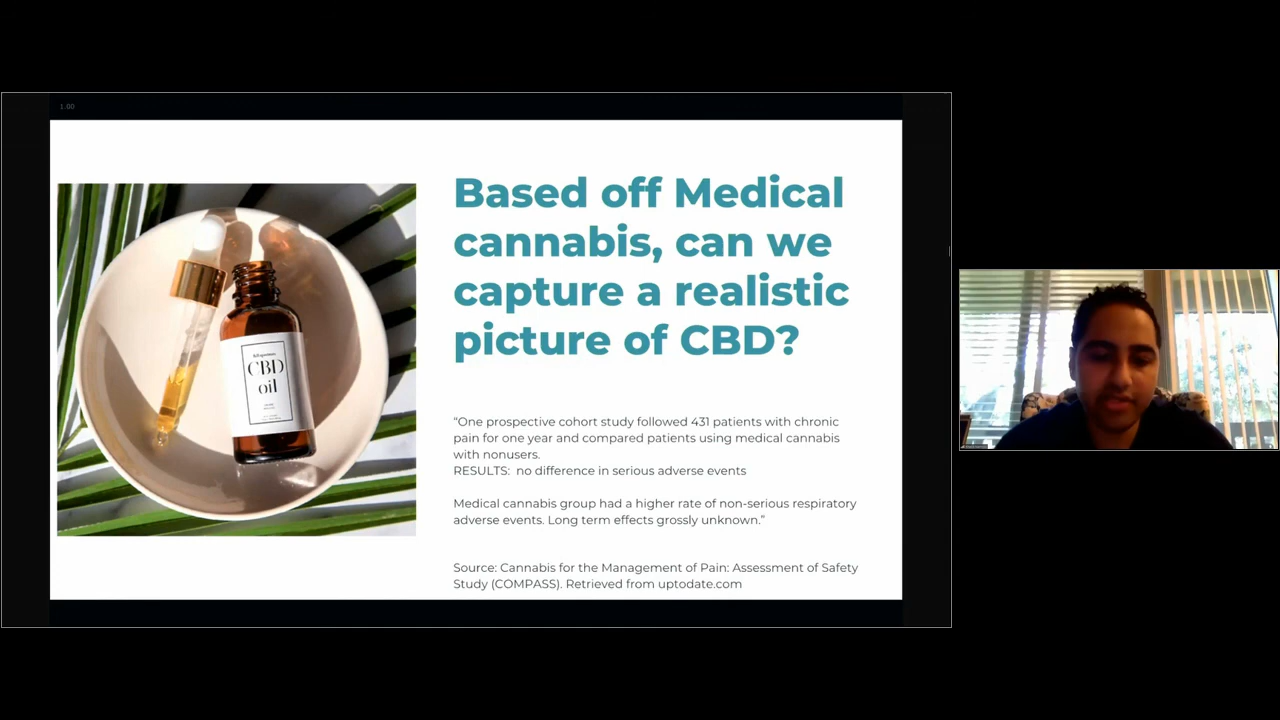 1.00
Based off Medical
cannabis, can we
capture a realistic
picture of CBD?
CBD
oil
“One prospective cohort study followed 431 patients with chronic
pain for one year and compared patients using medical cannabis
with nonusers.
RESULTS:  no difference in serious adverse events
Medical cannabis group had a higher rate of non-serious respiratory
adverse events. Long term effects grossly unknown.”
Source: Cannabis for the Management of Pain: Assessment of Safety
Study (COMPASS). Retrieved from uptodate.com